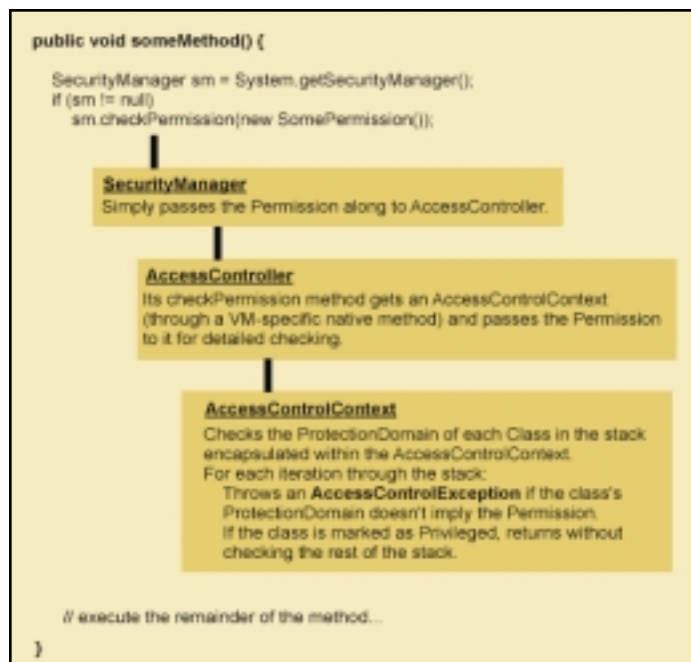 public void someMethod() {
SecurityManager sm = System.getSecurityManager();
if (sm != null)
sm.checkPermission(new SomePermission());
SecurityManager
Simply passes the Permission along to AccessController.
AccessController
Its checkPermission method gets an AccessControlContext
(through a VM-specific native method) and passes the Permission
to it for detailed checking.
AccessControlContext
Checks the ProtectionDomain of each Class in the stack
encapsulated within the AccessControlContext.
For each iteration through the stack:
Throws an AccessControlException if the class's
ProtectionDomain doesn't imply the Permission.
If the class is marked as Privileged, returns without
checking the rest of the stack.
// execute the remainder of the method...
}